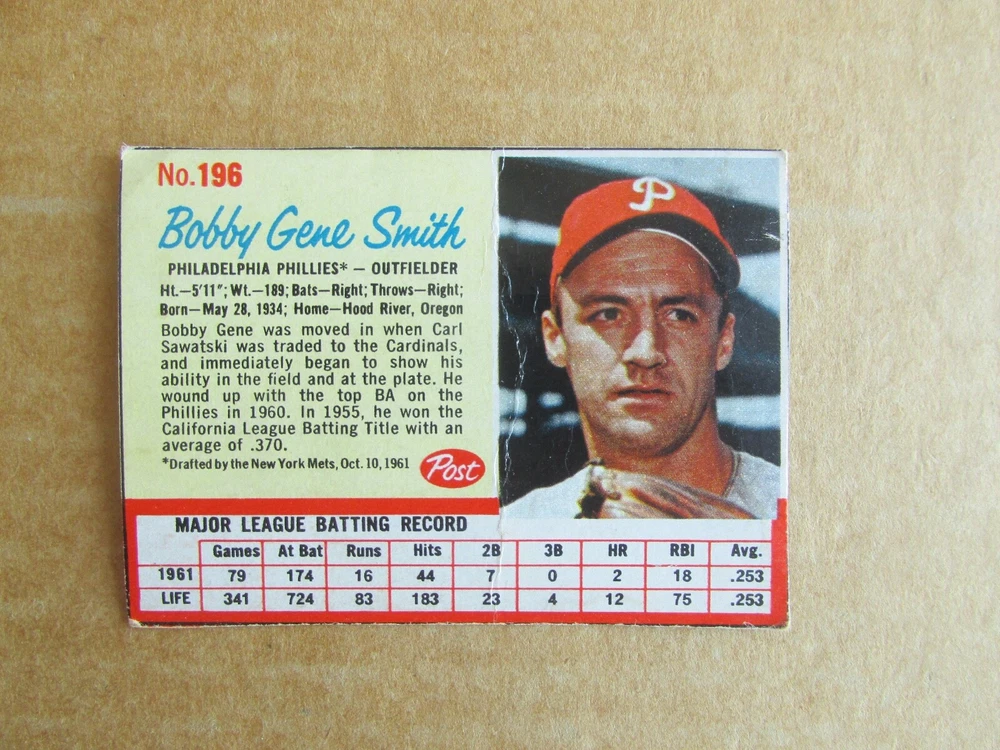 No.196
Bobby Gene Smith
PHILADELPHIA PHILLIES* — OUTFIELDER
Ht.—5'11"; Wt.—189; Bats—Right; Throws—Right;
Born—May 28, 1934; Home—Hood River, Oregon
Bobby Gene was moved in when Carl
Sawatski was traded to the Cardinals,
and immediately began to show his
ability in the field and at the plate. He
wound up with the top BA on the
Phillies in 1960. In 1955, he won the
California League Batting Title with an
average of .370.
*Drafted by the New York Mets, Oct. 10, 1961
Post
P
MAJOR LEAGUE BATTING RECORD
Games At Bat Runs Hits 2B 3B HR RBI Avg.
1961 79 174 16 44 7 0 2 18 .253
LIFE 341 724 83 183 23 4 12 75 .253